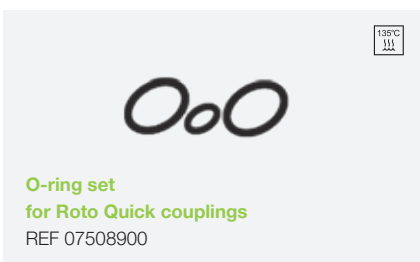 135°C
O-ring set
for Roto Quick couplings
REF 07508900